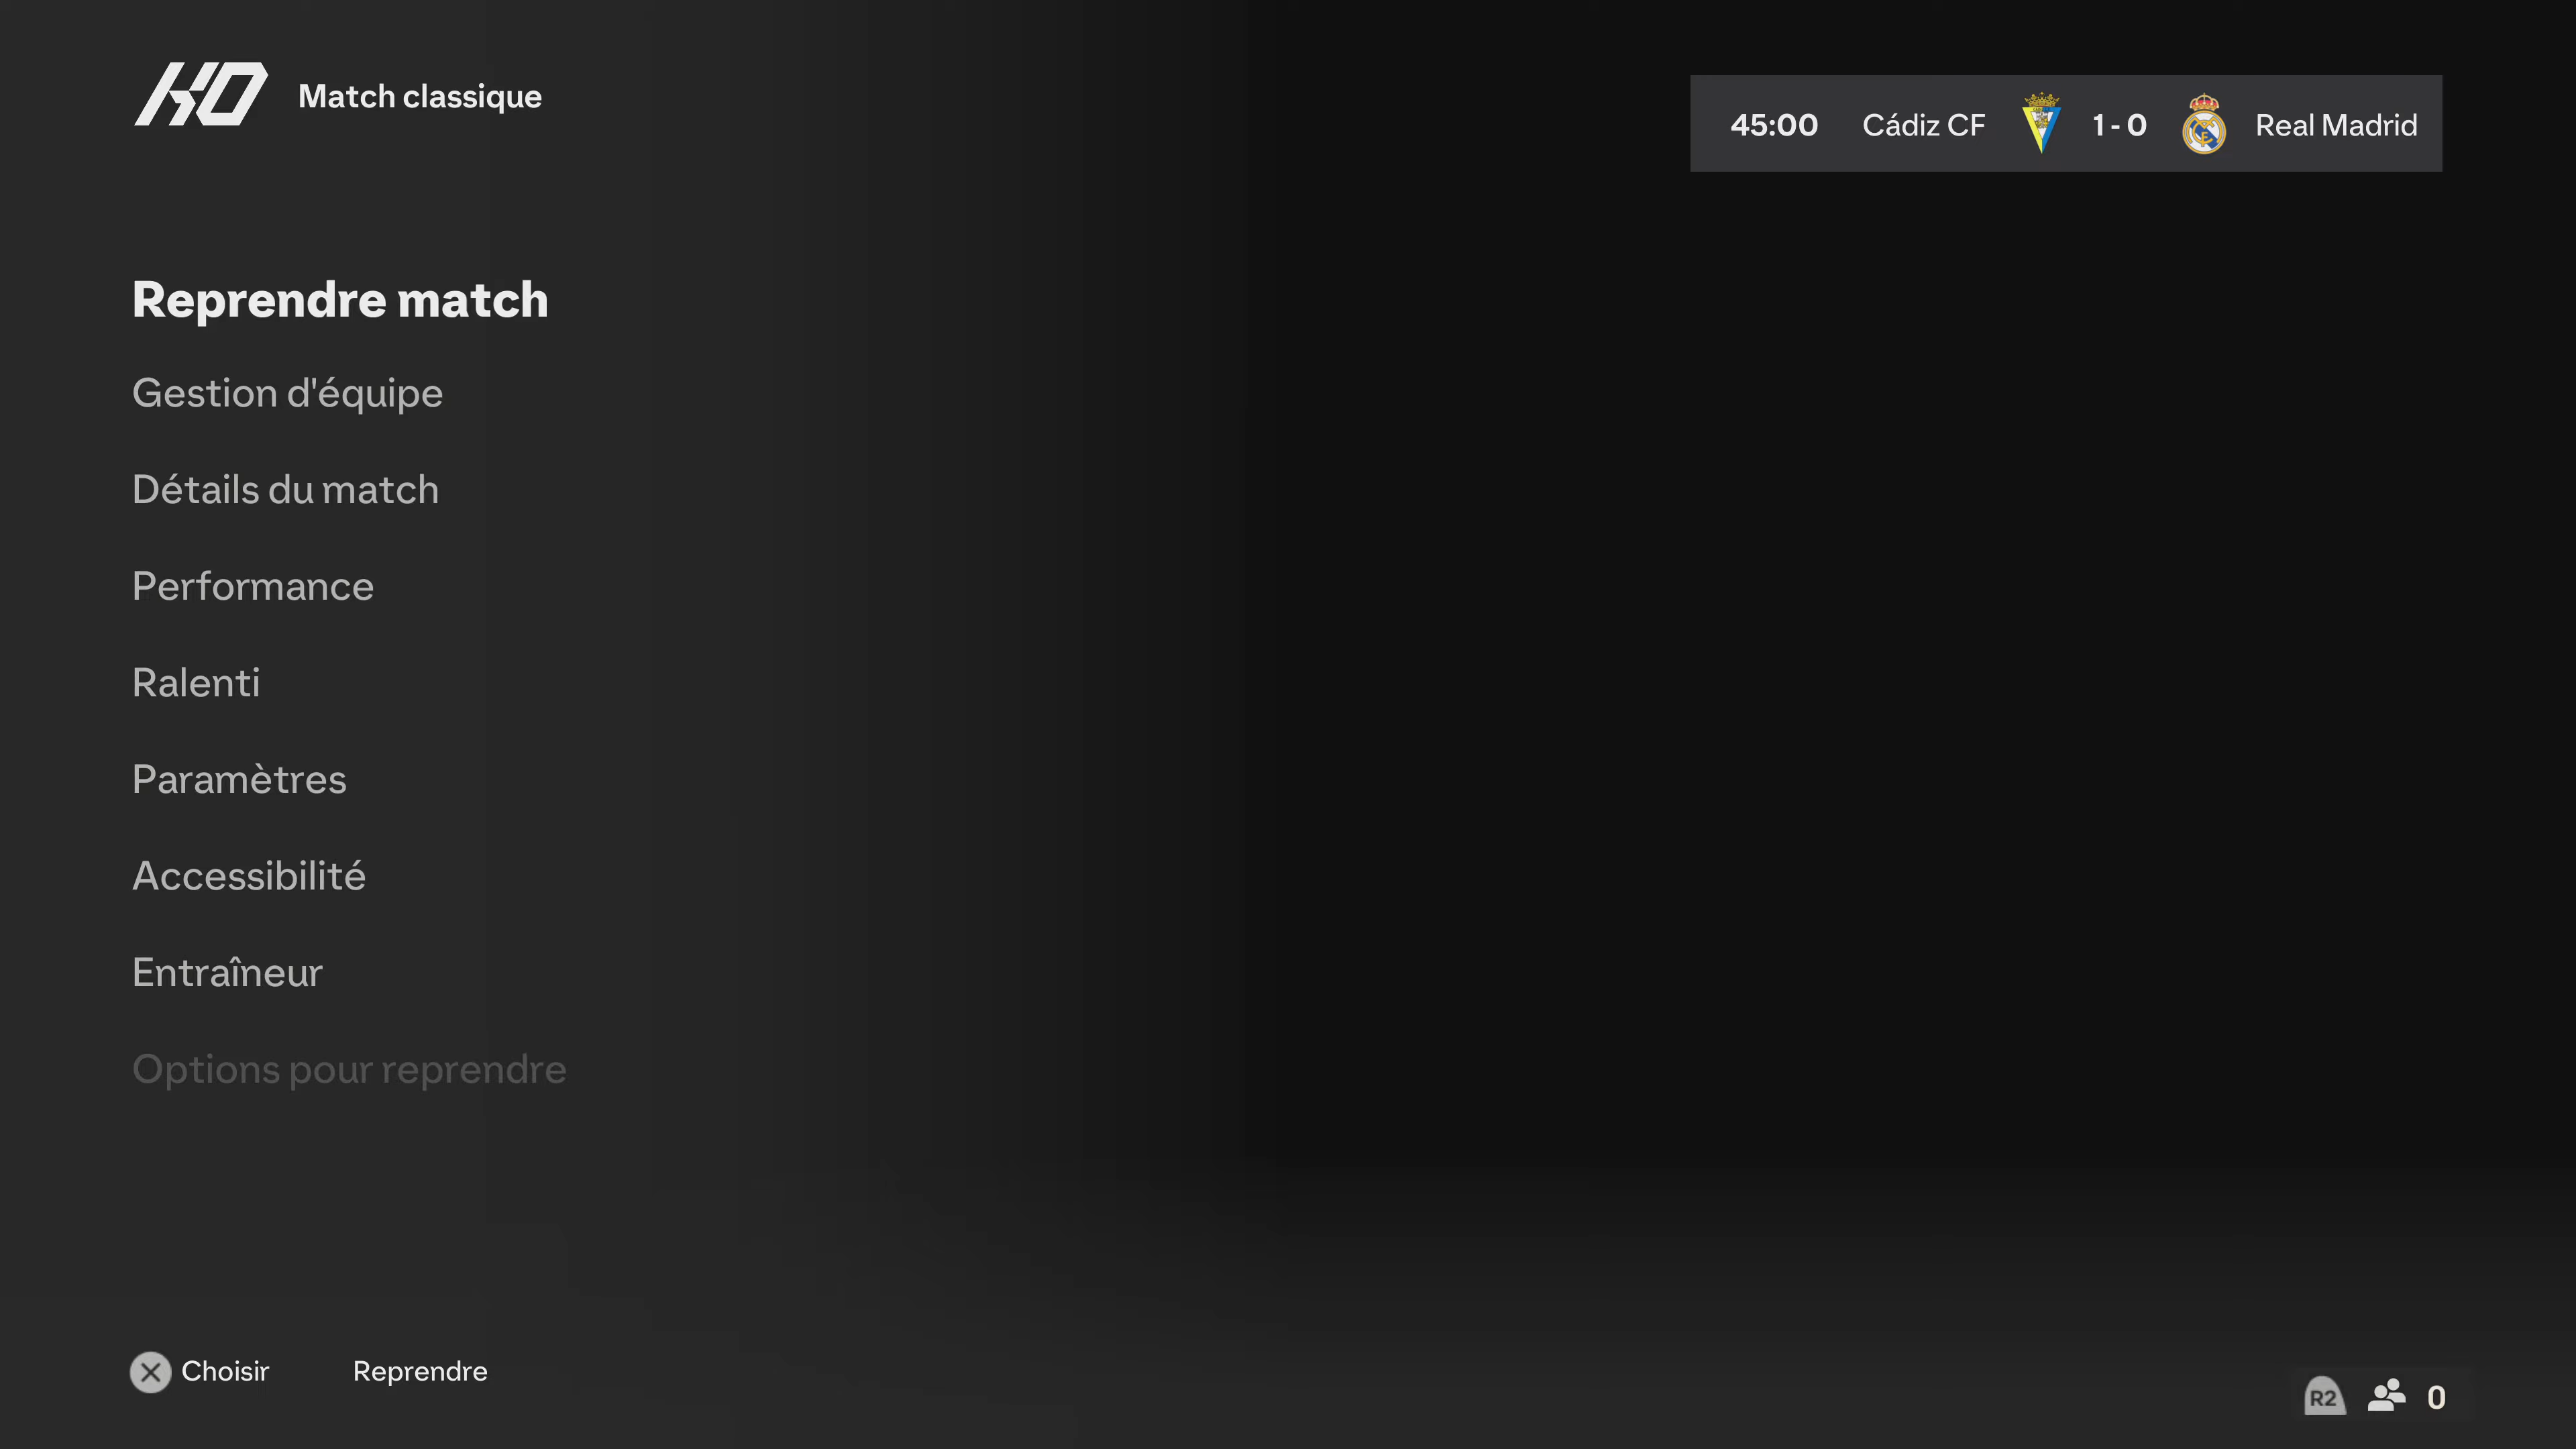 KO Match classique
45:00 Cádiz CF 1 - 0 Real Madrid
Reprendre match
Gestion d'équipe
Détails du match
Performance
Ralenti
Paramètres
Accessibilité
Entraîneur
Options pour reprendre
Choisir Reprendre
R2 0